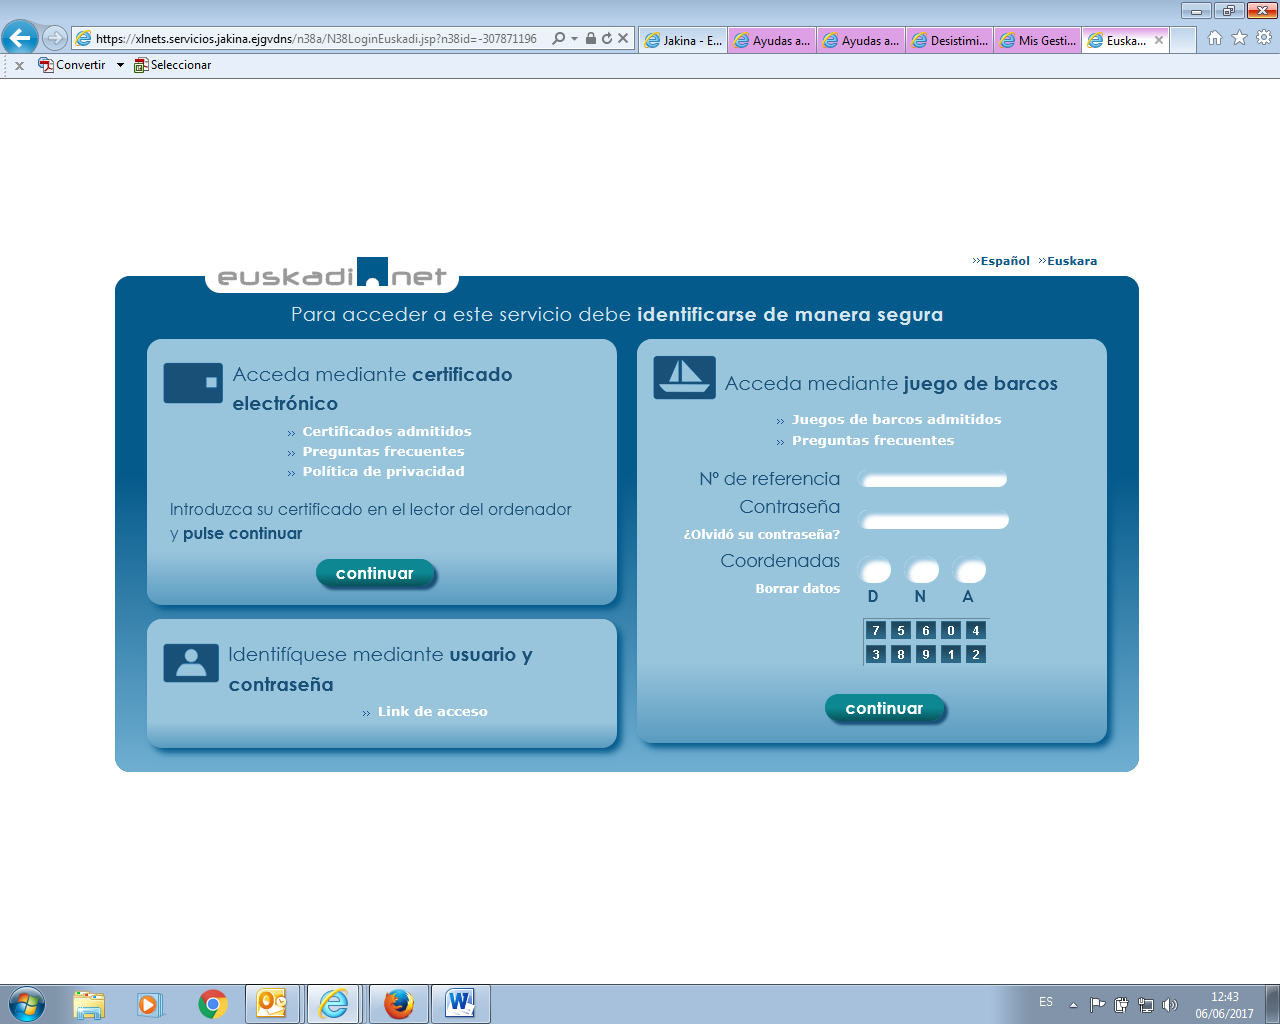 https://xlnets.servicios.jakina.ejgvdns/n38a/N38LoginEuskadi.jsp?n38id=-307871196
Jakina - E...
Ayudas a...
Ayudas a...
Desistimi...
Mis Gesti...
Euska...
Convertir
Seleccionar
euskadi.net
Español
Euskara
Para acceder a este servicio debe identificarse de manera segura
Acceda mediante certificado
electrónico
Certificados admitidos
Preguntas frecuentes
Política de privacidad
Introduzca su certificado en el lector del ordenador
y pulse continuar
continuar
Identifíquese mediante usuario y
contraseña
Link de acceso
Acceda mediante juego de barcos
Juegos de barcos admitidos
Preguntas frecuentes
Nº de referencia
Contraseña
¿Olvidó su contraseña?
Coordenadas
Borrar datos
D N A
7 5 6 0 4
3 8 9 1 2
continuar
ES
12:43
06/06/2017